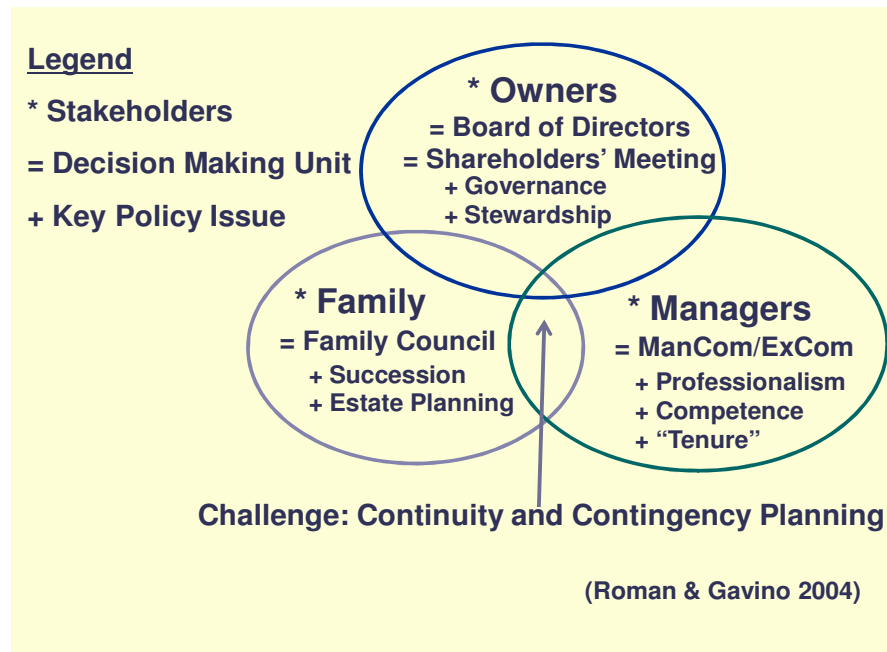 Legend
* Stakeholders
= Decision Making Unit
+ Key Policy Issue
* Owners
= Board of Directors
= Shareholders’ Meeting
+ Governance
+ Stewardship
* Family
= Family Council
+ Succession
+ Estate Planning
* Managers
= ManCom/ExCom
+ Professionalism
+ Competence
+ “Tenure”
Challenge: Continuity and Contingency Planning
(Roman & Gavino 2004)